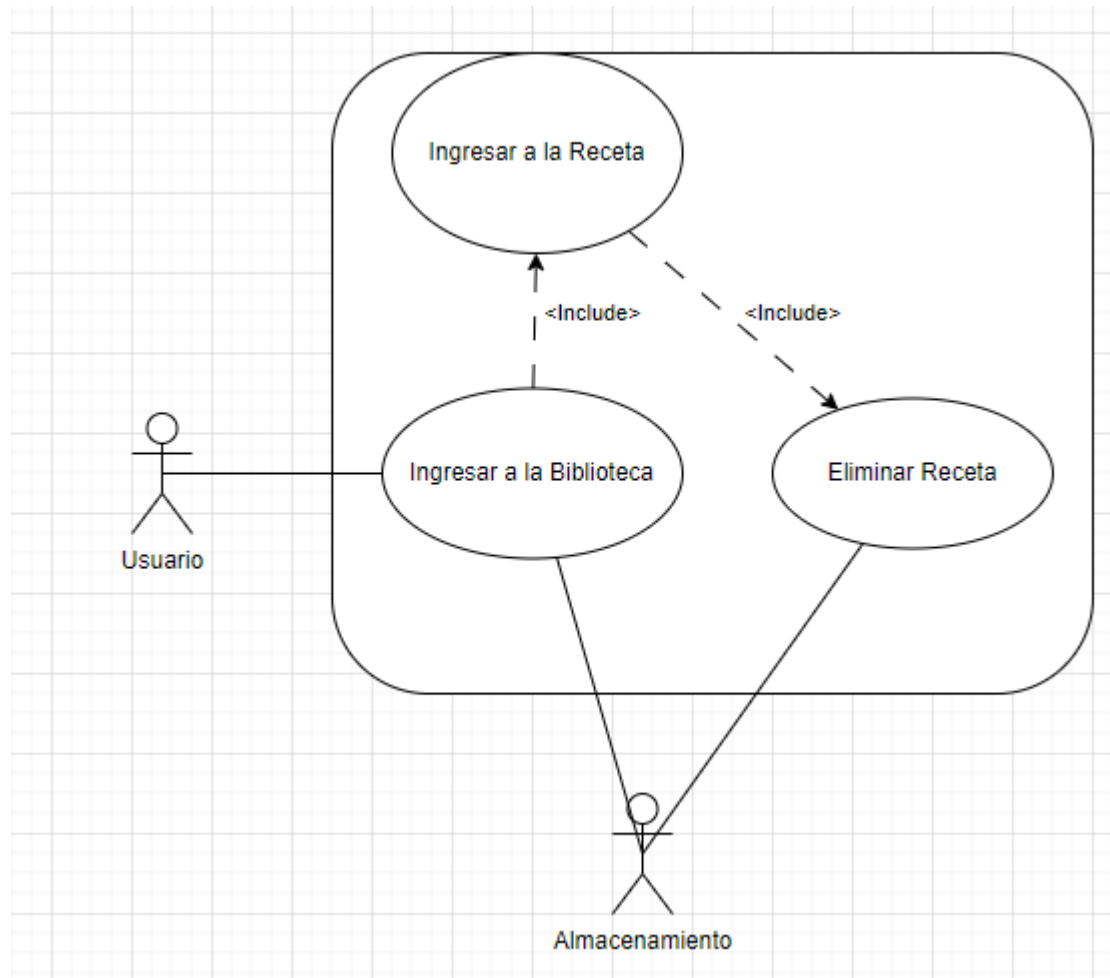 Ingresar a la Receta
<Include>
<Include>
Ingresar a la Biblioteca
Eliminar Receta
Usuario
Almacenamiento